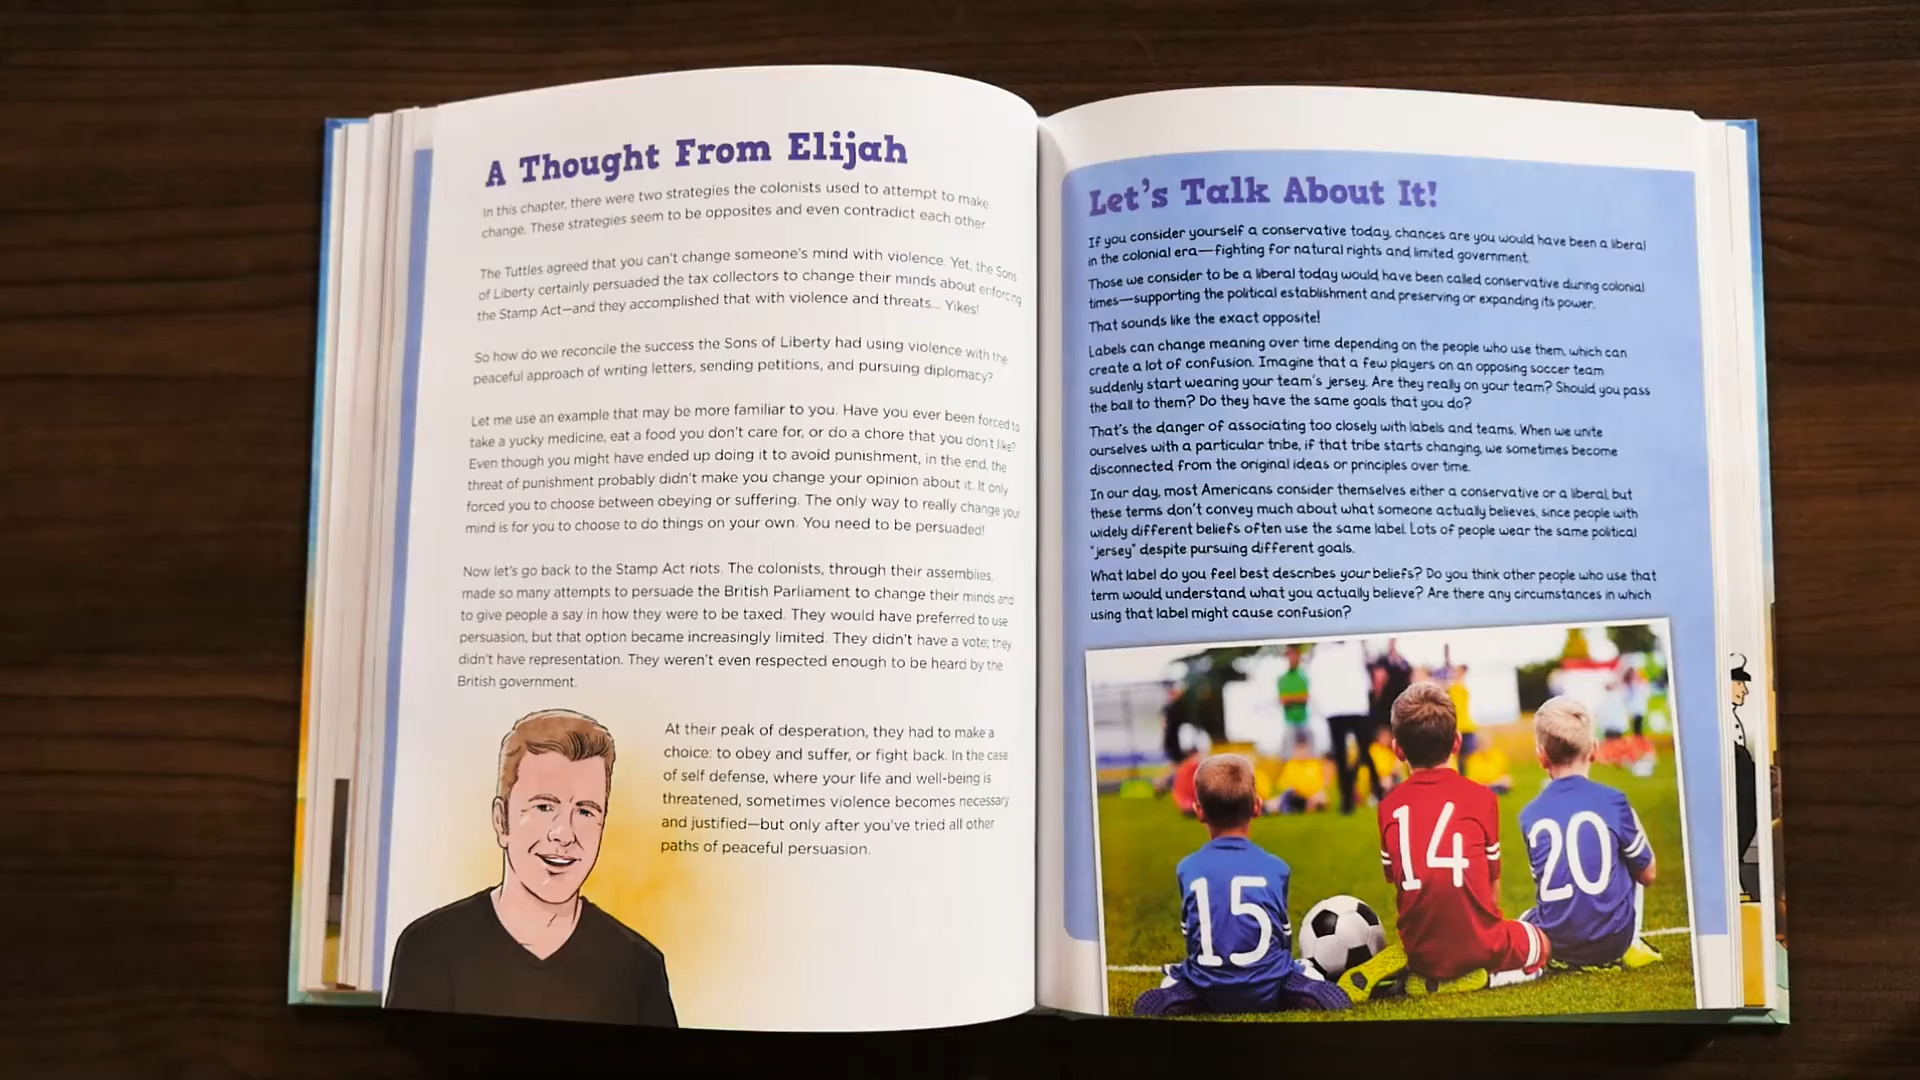 A Thought From Elijah
In this chapter, there were two strategies the colonists used to attempt to make
change. These strategies seem to be opposites and even contradict each other.
The Tuttles agreed that you can't change someone's mind with violence. Yet, the Sons
of Liberty certainly persuaded the tax collectors to change their minds about enforcing
the Stamp Act—and they accomplished that with violence and threats... Yikes!
So how do we reconcile the success the Sons of Liberty had using violence with the
peaceful approach of writing letters, sending petitions, and pursuing diplomacy?
Let me use an example that may be more familiar to you. Have you ever been forced to
take a yucky medicine, eat a food you don't care for, or do a chore that you don't like?
Even though you might have ended up doing it to avoid punishment, in the end, the
threat of punishment probably didn't make you change your opinion about it. It only
forced you to choose between obeying or suffering. The only way to really change your
mind is for you to choose to do things on your own. You need to be persuaded!
Now let's go back to the Stamp Act riots. The colonists, through their assemblies,
made so many attempts to persuade the British Parliament to change their minds and
to give people a say in how they were to be taxed. They would have preferred to use
persuasion, but that option became increasingly limited. They didn't have a vote; they
didn't have representation. They weren't even respected enough to be heard by the
British government.
At their peak of desperation, they had to make a
choice: to obey and suffer, or fight back. In the case
of self defense, where your life and well-being is
threatened, sometimes violence becomes necessary
and justified—but only after you've tried all other
paths of peaceful persuasion.
Let's Talk About It!
If you consider yourself a conservative today, chances are you would have been a liberal
in the colonial era—fighting for natural rights and limited government.
Those we consider to be a liberal today would have been called conservative during colonial
times—supporting the political establishment and preserving or expanding its power.
That sounds like the exact opposite!
Labels can change meaning over time depending on the people who use them, which can
create a lot of confusion. Imagine that a few players on an opposing soccer team
suddenly start wearing your team's jersey. Are they really on your team? Should you pass
the ball to them? Do they have the same goals that you do?
That's the danger of associating too closely with labels and teams. When we unite
ourselves with a particular tribe, if that tribe starts changing, we sometimes become
disconnected from the original ideas or principles over time.
In our day, most Americans consider themselves either a conservative or a liberal, but
these terms don't convey much about what someone actually believes, since people with
widely different beliefs often use the same label. Lots of people wear the same political
"jersey" despite pursuing different goals.
What label do you feel best describes your beliefs? Do you think other people who use that
term would understand what you actually believe? Are there any circumstances in which
using that label might cause confusion?
15
14
20